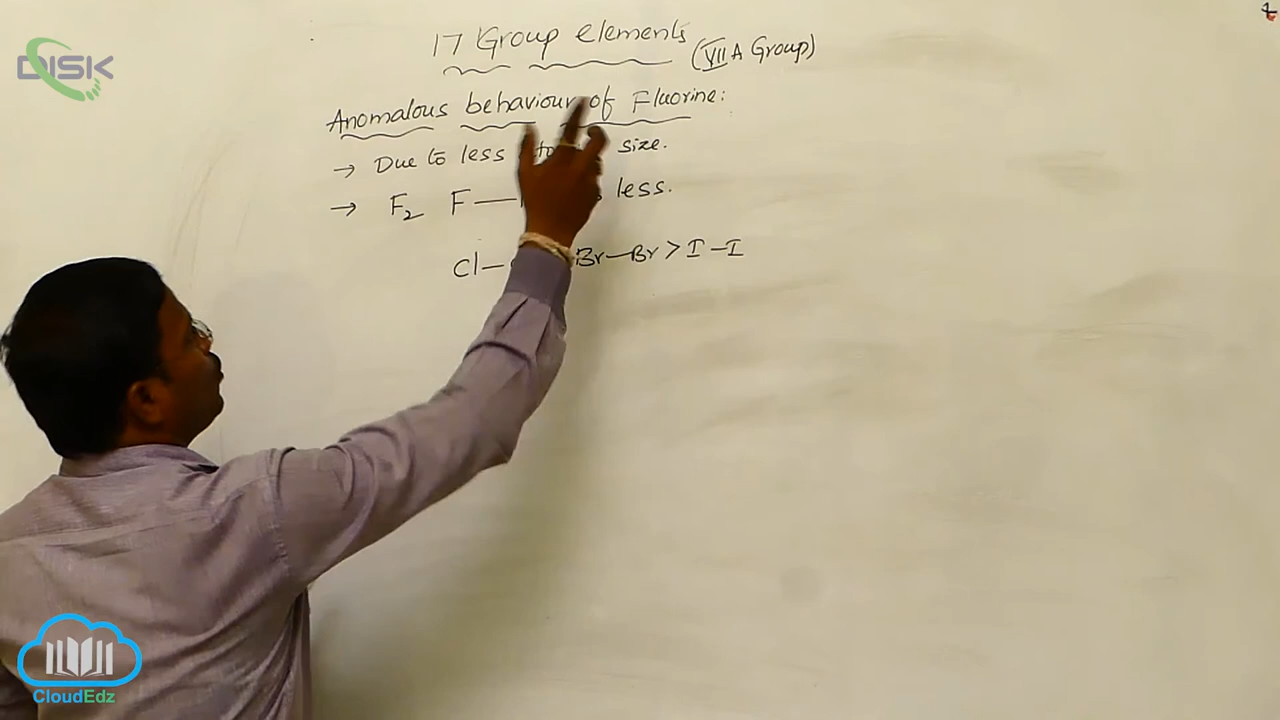 DISK
17 Group elements (VII A Group)
Anomalous behaviour of Fluorine:
→ Due to less size.
→ F2 F— less.
Cl— Br—Br > I—I
CloudEdz